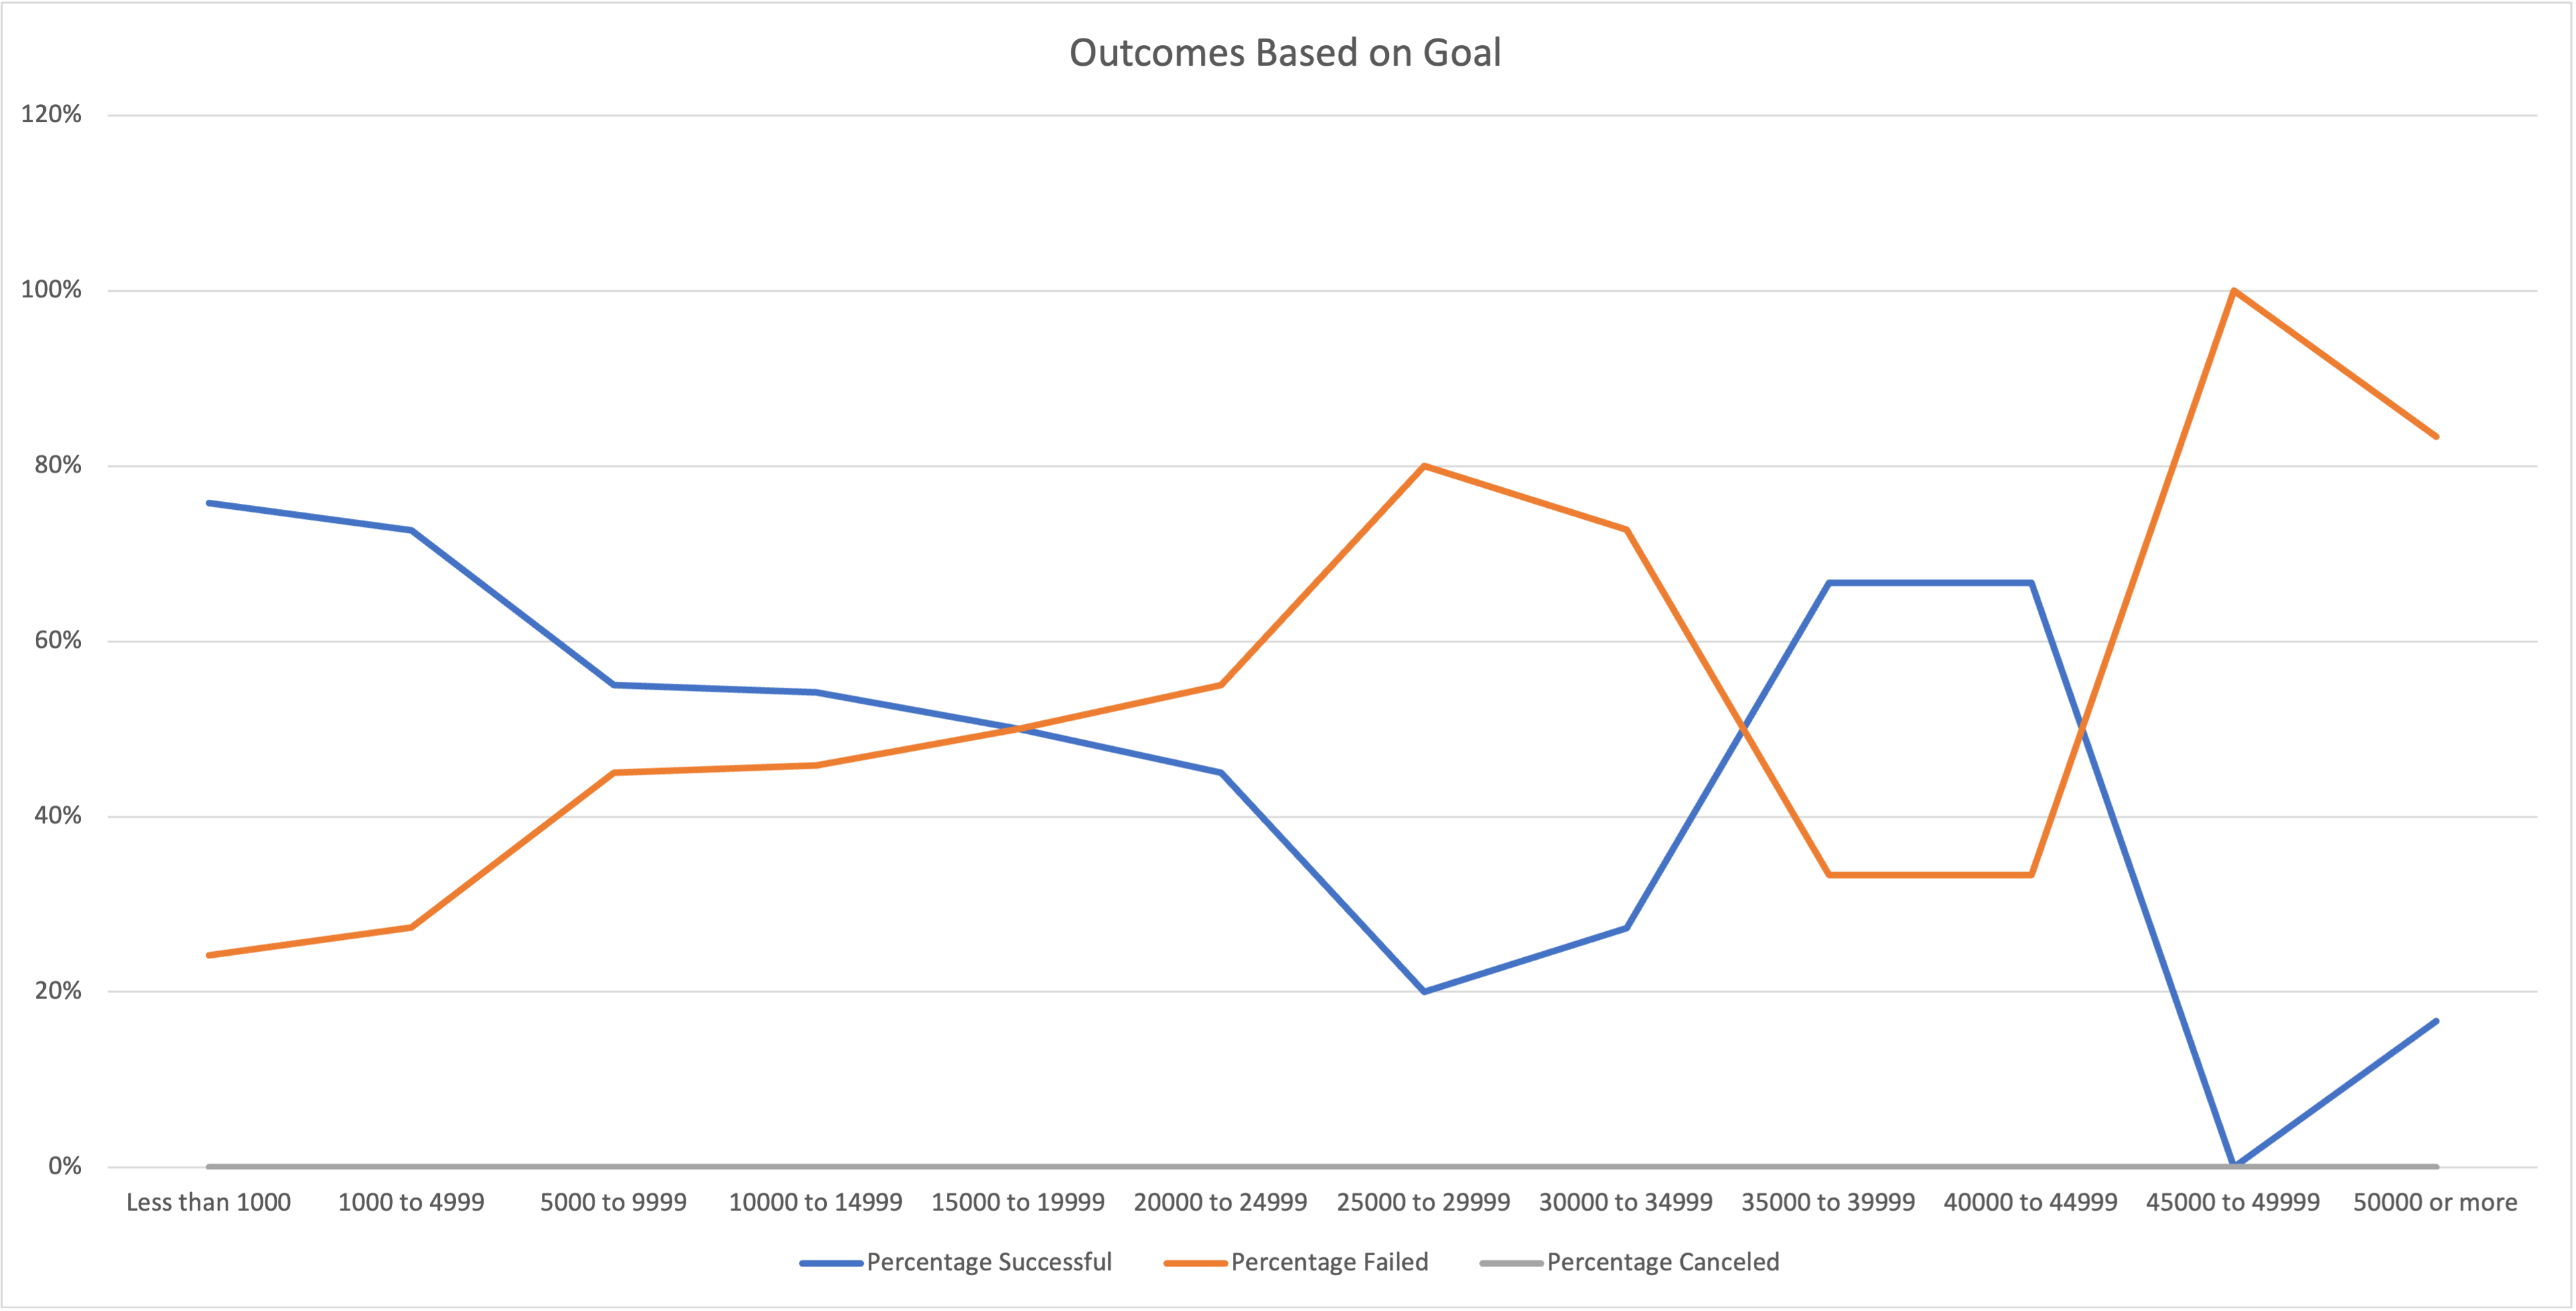 Outcomes Based on Goal
120%
100%
80%
60%
40%
20%
0%
Less than 1000 1000 to 4999 5000 to 9999 10000 to 14999 15000 to 19999 20000 to 24999 25000 to 29999 30000 to 34999 35000 to 39999 40000 to 44999 45000 to 49999 50000 or more
Percentage Successful Percentage Failed Percentage Canceled